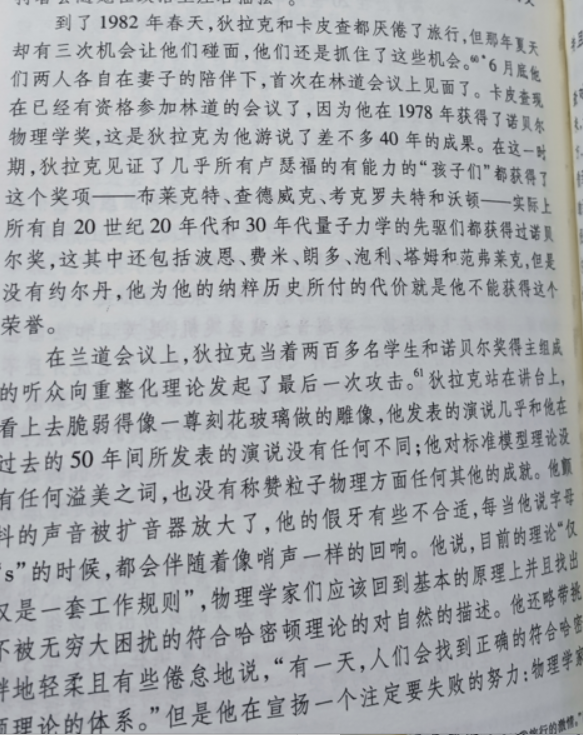 到了 1982 年春天，狄拉克和卡皮查都厌倦了旅行，但那年夏天
却有三次机会让他们碰面，他们还是抓住了这些机会。60* 6 月底他
们两人各自在妻子的陪伴下，首次在林道会议上见面了。卡皮查现
在已经有资格参加林道的会议了，因为他在 1978 年获得了诺贝尔
物理学奖，这是狄拉克为他游说了差不多 40 年的成果。在这一时
期，狄拉克见证了几乎所有卢瑟福的有能力的“孩子们”都获得了
这个奖项——布莱克特、查德威克、考克罗夫特和沃顿——实际上
所有自 20 世纪 20 年代和 30 年代量子力学的先驱们都获得过诺贝
尔奖，这其中还包括波恩、费米、朗多、泡利、塔姆和范弗莱克，但是
没有约尔丹，他为他的纳粹历史所付的代价就是他不能获得这个
荣誉。
在兰道会议上，狄拉克当着两百多名学生和诺贝尔奖得主组成
的听众向重整化理论发起了最后一次攻击。61 狄拉克站在讲台上，
看上去脆弱得像一尊刻花玻璃做的雕像，他发表的演说几乎和他在
过去的 50 年间所发表的演说没有任何不同；他对标准模型理论没
有任何溢美之词，也没有称赞粒子物理方面任何其他的成就。他颤
抖的声音被扩音器放大了，他的假牙有些不合适，每当他说字母
“s”的时候，都会伴随着像哨声一样的回响。他说，目前的理论“仅
仅是一套工作规则”，物理学家们应该回到基本的原理上并且找出
不被无穷大困扰的符合哈密顿理论的对自然的描述。他还略带挑
衅地轻柔且有些倦怠地说，“有一天，人们会找到正确的符合哈密
顿理论的体系。”但是他在宣扬一个注定要失败的努力：物理学家